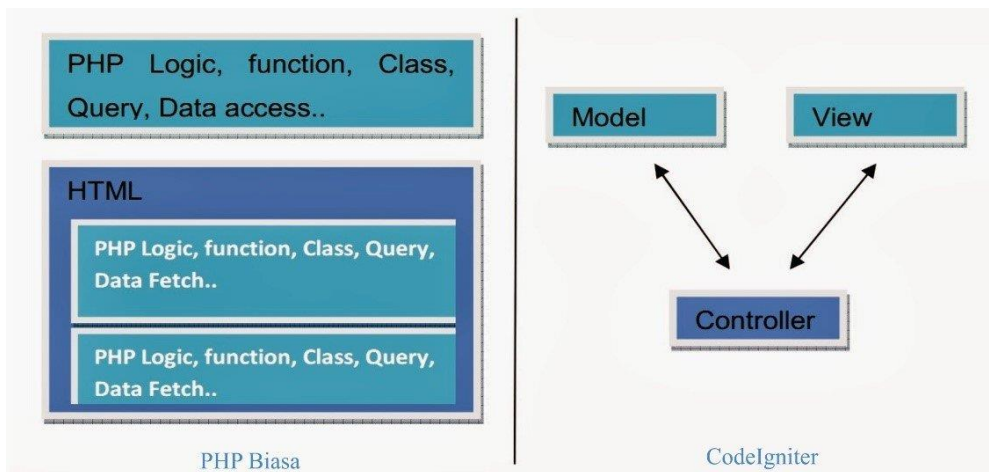 PHP Logic, function, Class,
Query, Data access..
HTML
PHP Logic, function, Class, Query,
Data Fetch..
PHP Logic, function, Class, Query,
Data Fetch..
PHP Biasa
Model
View
Controller
CodeIgniter